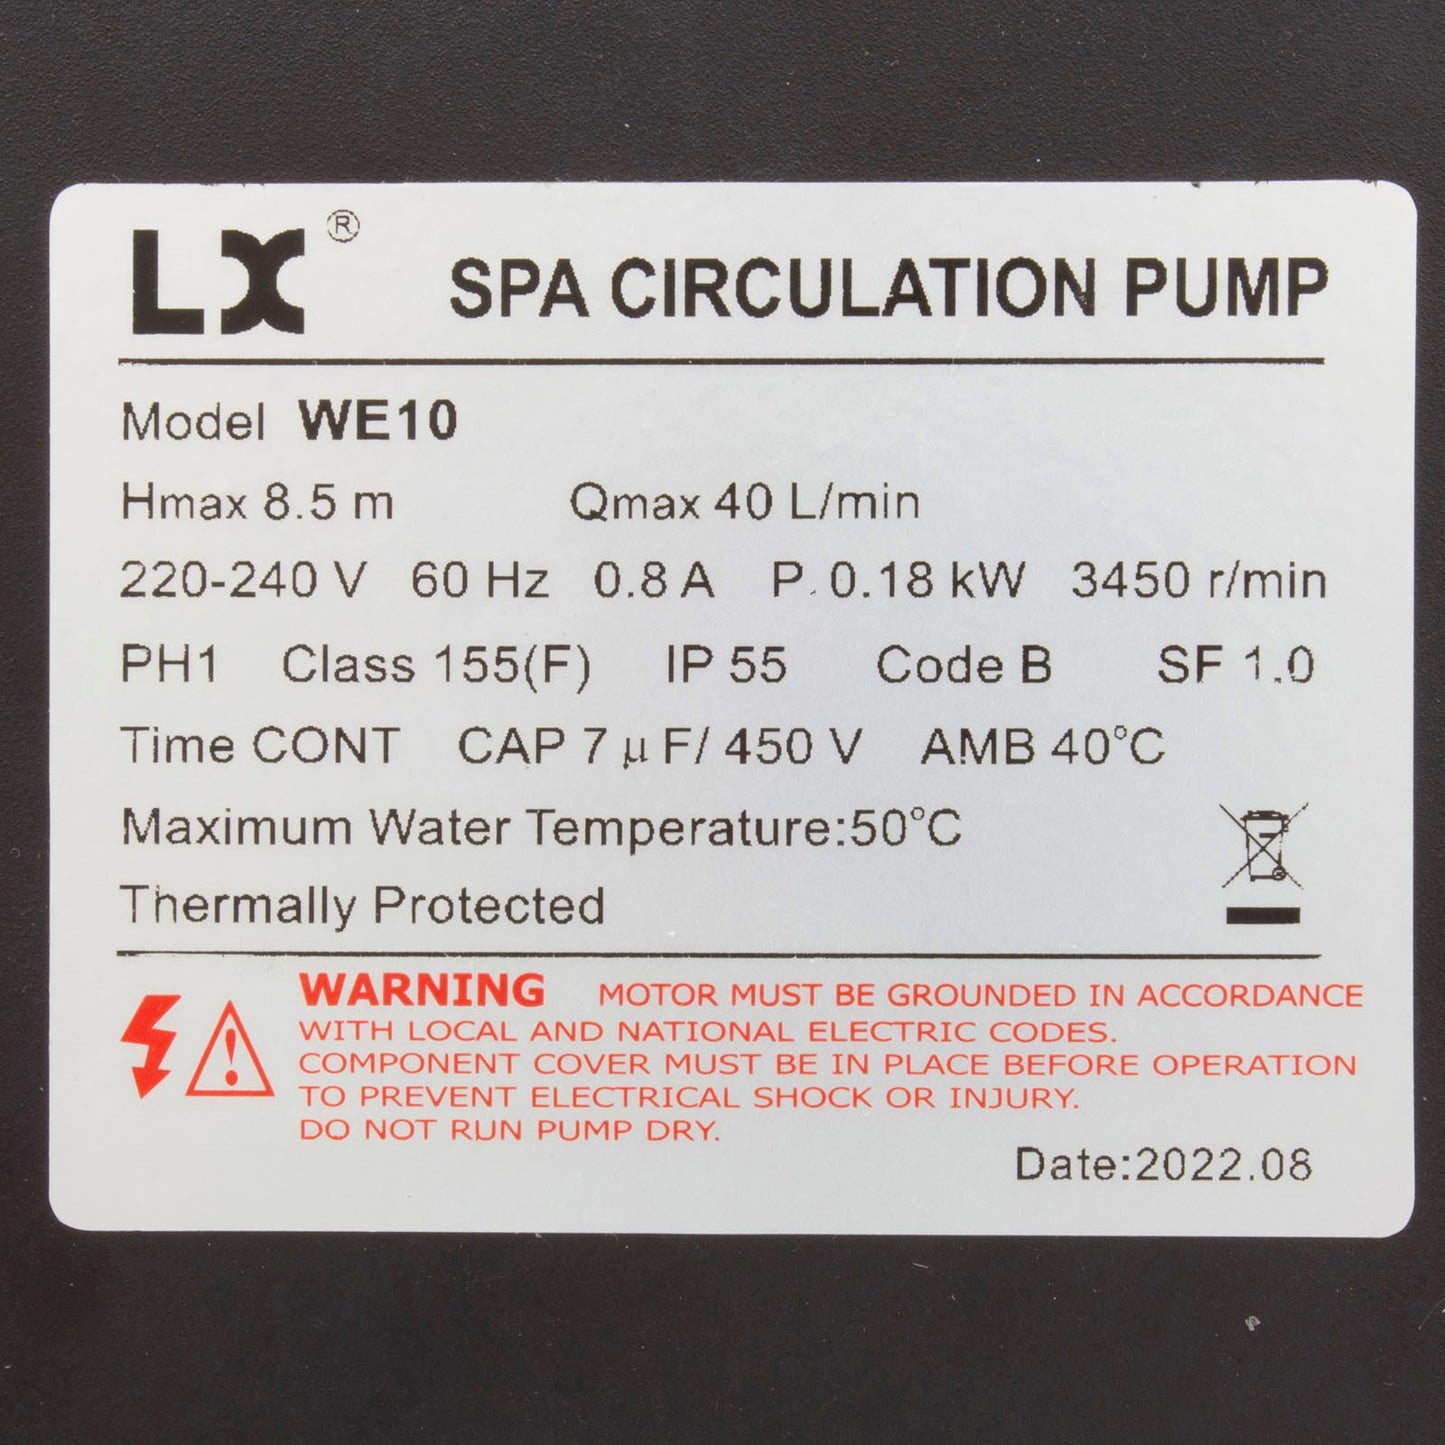 LX ® SPA CIRCULATION PUMP
Model WE10
Hmax 8.5 m Qmax 40 L/min
220-240 V 60 Hz 0.8 A P. 0.18 kW 3450 r/min
PH1 Class 155(F) IP 55 Code B SF 1.0
Time CONT CAP 7 μF/ 450 V AMB 40°C
Maximum Water Temperature:50°C
Thermally Protected
WARNING MOTOR MUST BE GROUNDED IN ACCORDANCE
WITH LOCAL AND NATIONAL ELECTRIC CODES.
COMPONENT COVER MUST BE IN PLACE BEFORE OPERATION
TO PREVENT ELECTRICAL SHOCK OR INJURY.
DO NOT RUN PUMP DRY.
Date:2022.08